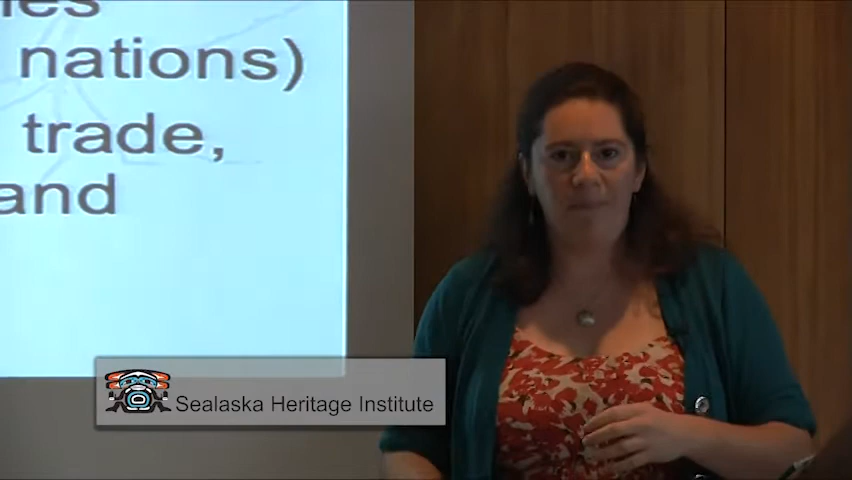 nations)
trade,
and
Sealaska Heritage Institute